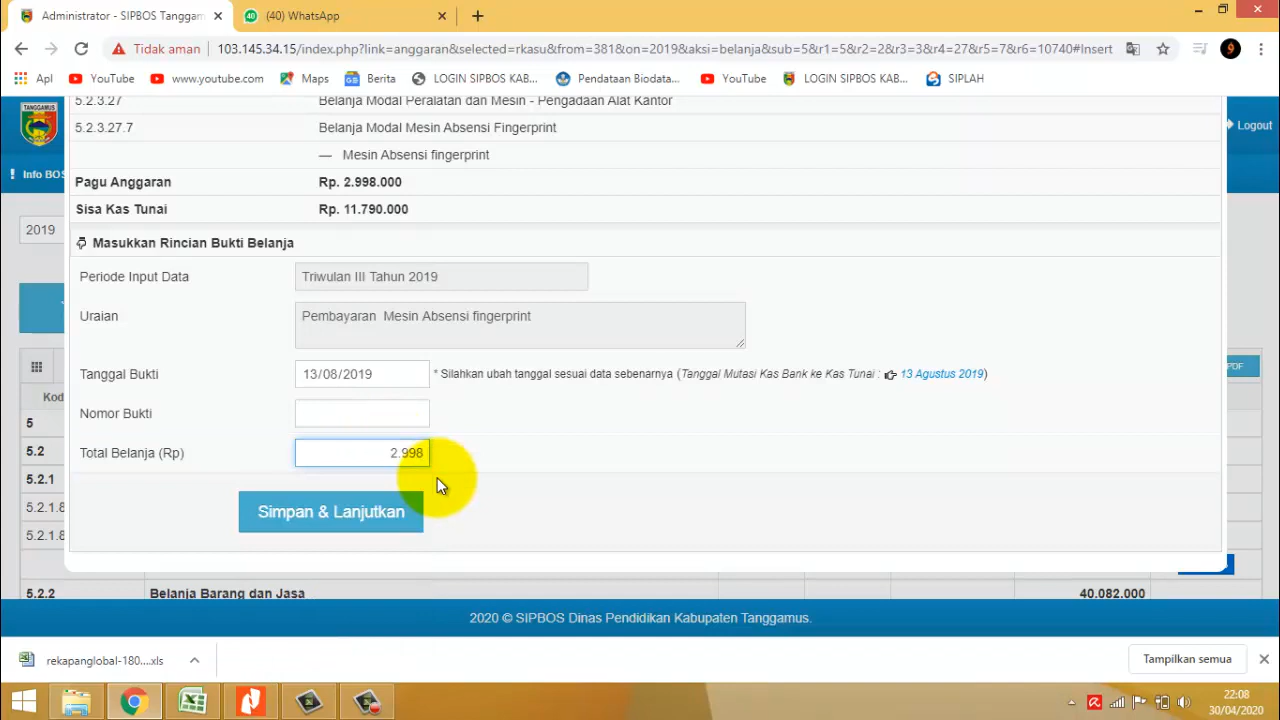 Administrator - SIPBOS Tanggam
(40) WhatsApp
Tidak aman
103.145.34.15/index.php?link=anggaran&selected=masu&from=381&on=2019&aksi=belanja&sub=5&r1=5&r2=2&r3=3&r4=27&r5=7&r6=10740#Insert
9
Apl
YouTube
www.youtube.com
Maps
Berita
LOGIN SIPBOS KAB...
Pendataan Biodata...
YouTube
LOGIN SIPBOS KAB...
SIPLAH
TANGGAMUS
Logout
Info BOS
2019
5.2.3.27 Belanja Modal Peralatan dan Mesin - Pengadaan Alat Kantor
5.2.3.27.7 Belanja Modal Mesin Absensi Fingerprint
— Mesin Absensi fingerprint
Pagu Anggaran Rp. 2.998.000
Sisa Kas Tunai Rp. 11.790.000
Masukkan Rincian Bukti Belanja
Periode Input Data Triwulan III Tahun 2019
Uraian Pembayaran Mesin Absensi fingerprint
Tanggal Bukti 13/08/2019 * Silahkan ubah tanggal sesuai data sebenarnya (Tanggal Mutasi Kas Bank ke Kas Tunai : 13 Agustus 2019)
Nomor Bukti
Total Belanja (Rp) 2.998
Simpan & Lanjutkan
PDF
Kod
5
5.2
5.2.1
5.2.1.8
5.2.1.8
5.2.2 Belanja Barang dan Jasa 40.082.000
2020 © SIPBOS Dinas Pendidikan Kabupaten Tanggamus.
rekapanglobal-180....xls
Tampilkan semua
22:08
30/04/2020